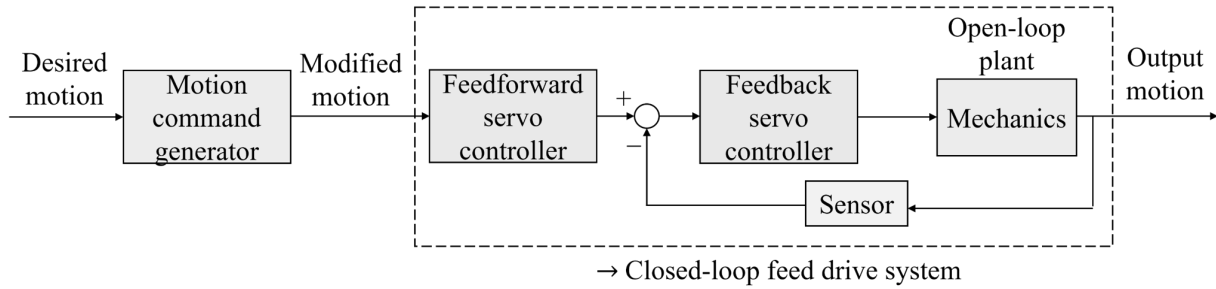 Desired
motion
Motion
command
generator
Modified
motion
Feedforward
servo
controller
+
−
Feedback
servo
controller
Open-loop
plant
Mechanics
Output
motion
Sensor
→ Closed-loop feed drive system